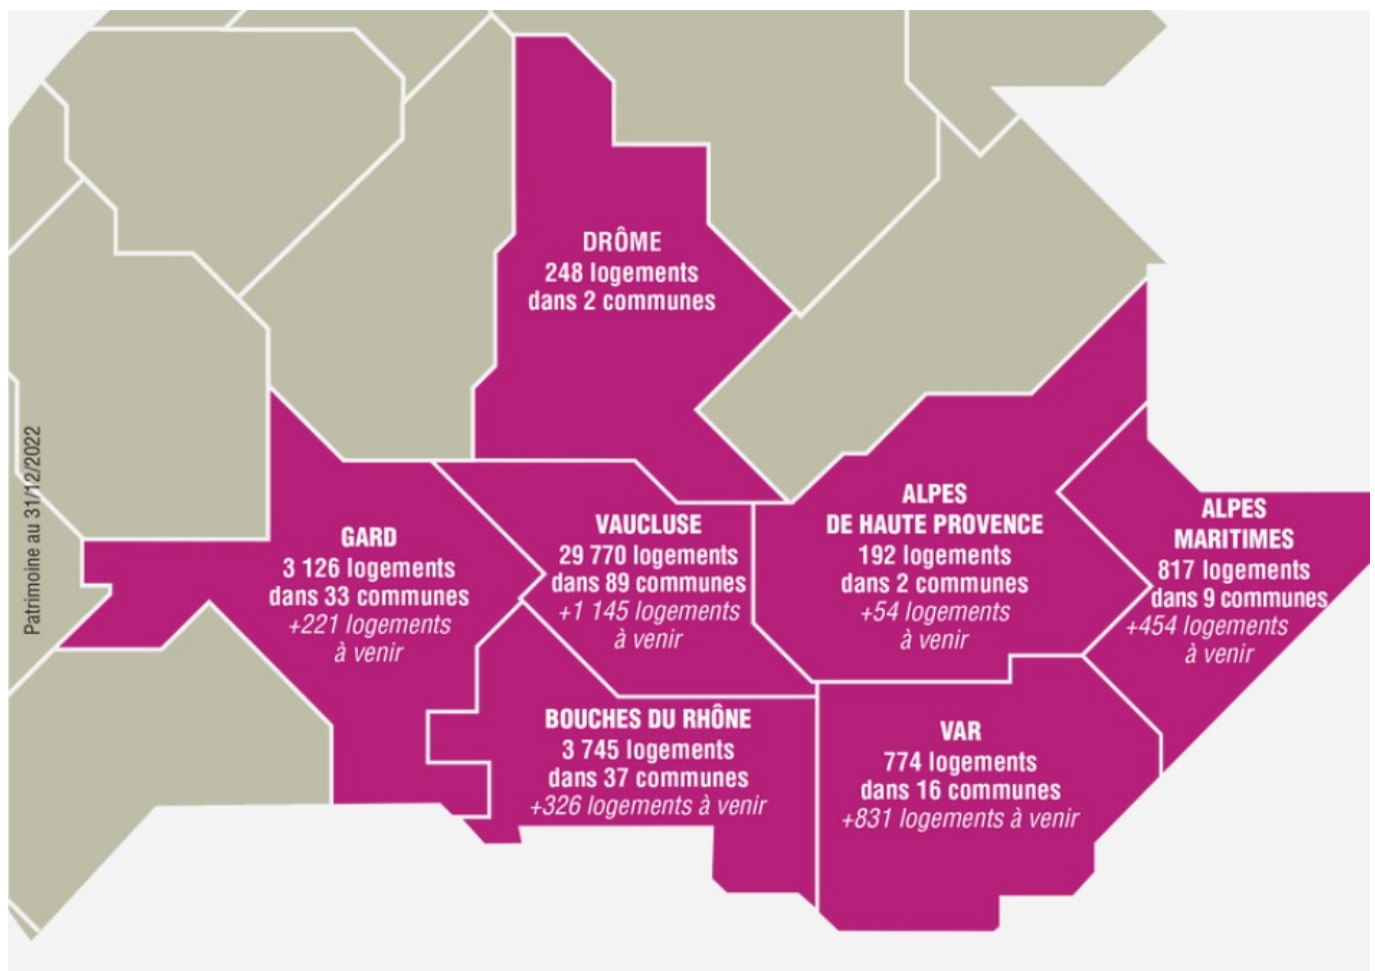 DRÔME
248 logements
dans 2 communes
GARD
3 126 logements
dans 33 communes
+221 logements
à venir
VAUCLUSE
29 770 logements
dans 89 communes
+1 145 logements
à venir
ALPES
DE HAUTE PROVENCE
192 logements
dans 2 communes
+54 logements
à venir
ALPES
MARITIMES
817 logements
dans 9 communes
+454 logements
à venir
BOUCHES DU RHÔNE
3 745 logements
dans 37 communes
+326 logements à venir
VAR
774 logements
dans 16 communes
+831 logements à venir
Patrimoine au 31/12/2022